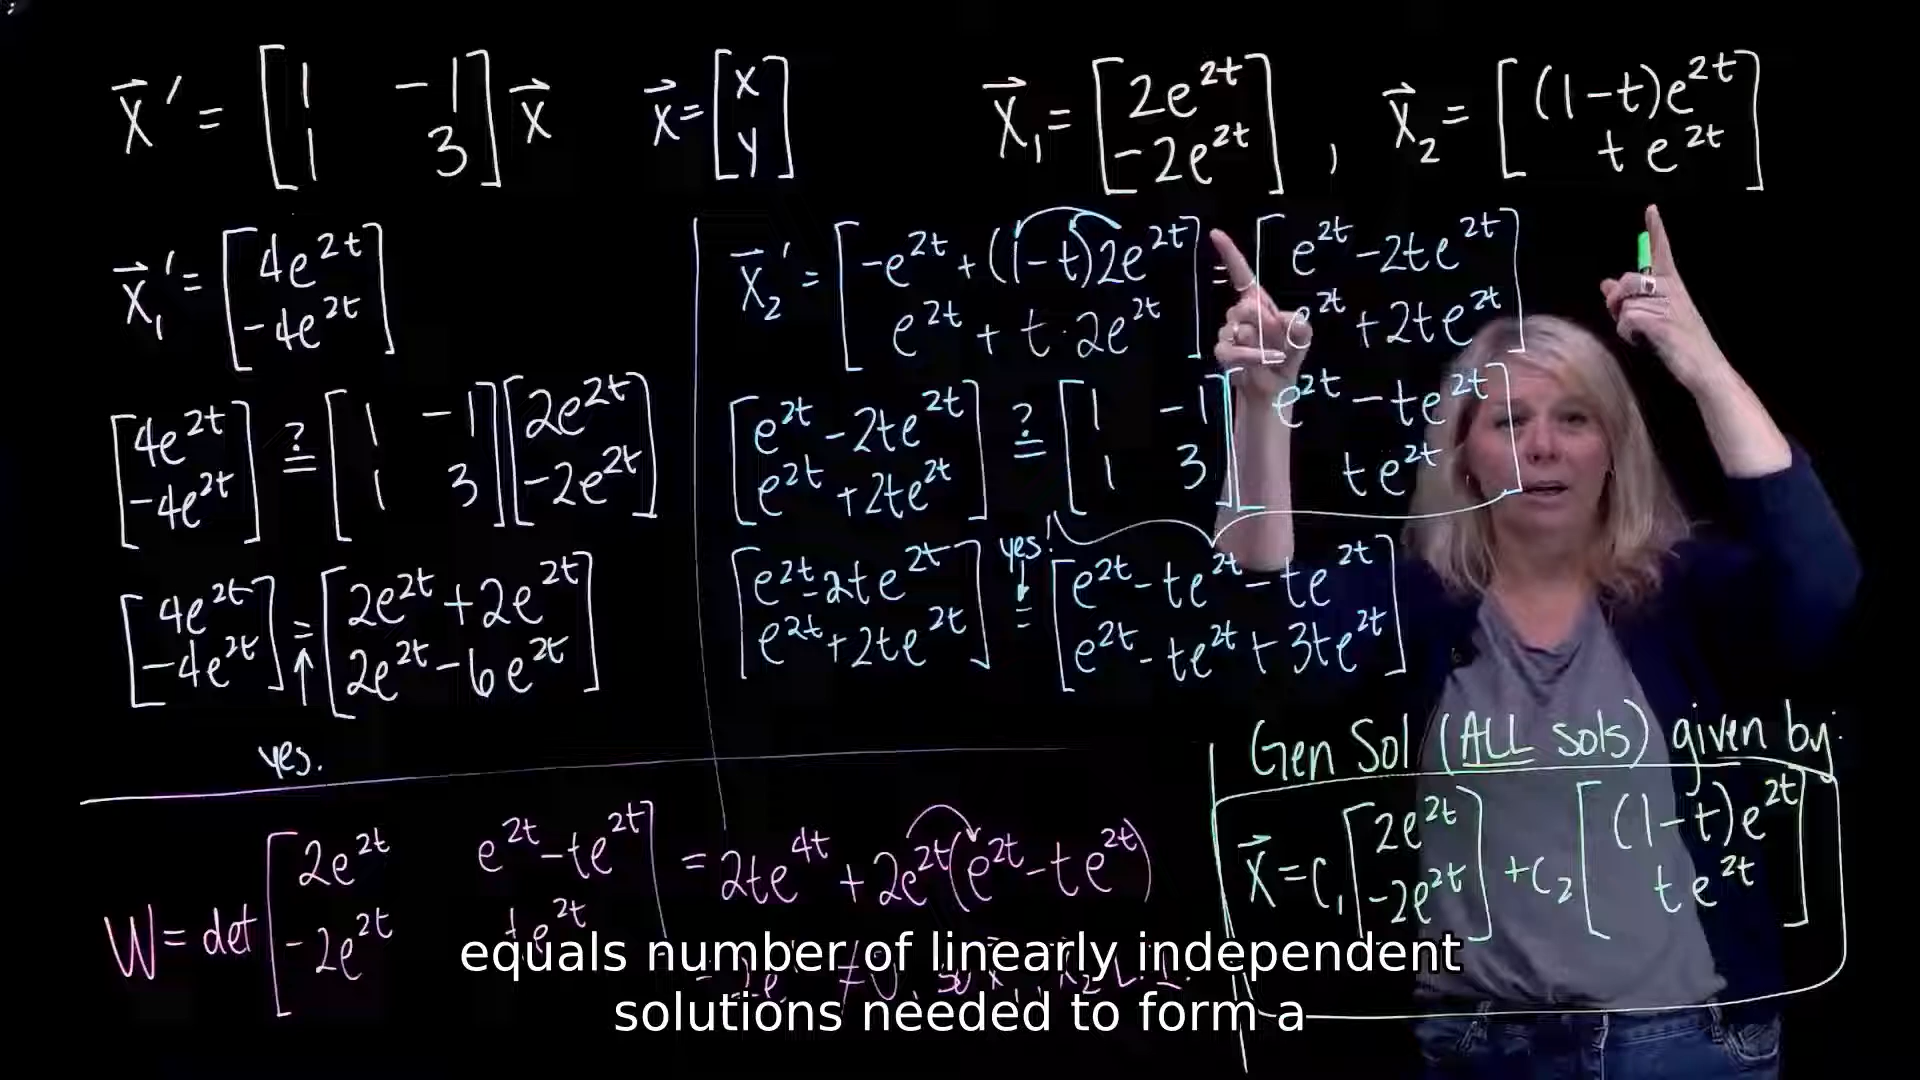 x⃗' = [1 -1; 1 3] x⃗   x⃗ = [x; y]   x⃗₁ = [2e^{2t}; -2e^{2t}] , x⃗₂ = [(1-t)e^{2t}; t e^{2t}]
x⃗₁' = [4e^{2t}; -4e^{2t}]
[4e^{2t}; -4e^{2t}] ?= [1 -1; 1 3] [2e^{2t}; -2e^{2t}]
[4e^{2t}; -4e^{2t}] = [2e^{2t} + 2e^{2t}; 2e^{2t} - 6e^{2t}]
↑
yes.
x⃗₂' = [-e^{2t} + (1-t)2e^{2t}; e^{2t} + t·2e^{2t}] = [e^{2t} - 2te^{2t}; e^{2t} + 2te^{2t}]
[e^{2t} - 2te^{2t}; e^{2t} + 2te^{2t}] ?= [1 -1; 1 3] [e^{2t} - te^{2t}; te^{2t}]
yes!
↓
[e^{2t} - 2te^{2t}; e^{2t} + 2te^{2t}] = [e^{2t} - te^{2t} - te^{2t}; e^{2t} - te^{2t} + 3te^{2t}]
W = det [2e^{2t} e^{2t} - te^{2t}; -2e^{2t} te^{2t}] = 2te^{4t} + 2e^{2t}(e^{2t} - te^{2t})
Gen Sol (ALL sols) given by:
x⃗ = c₁ [2e^{2t}; -2e^{2t}] + c₂ [(1-t)e^{2t}; te^{2t}]
equals number of linearly independent
solutions needed to form a